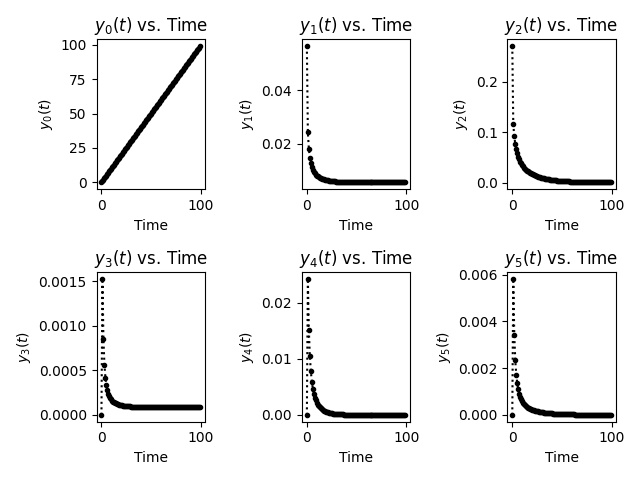 y₀(t) vs. Time
100
75
50
25
0
y₀(t)
0 100
Time
y₁(t) vs. Time
0.04
0.02
y₁(t)
0 100
Time
y₂(t) vs. Time
0.2
0.1
0.0
y₂(t)
0 100
Time
y₃(t) vs. Time
0.0015
0.0010
0.0005
0.0000
y₃(t)
0 100
Time
y₄(t) vs. Time
0.02
0.01
0.00
y₄(t)
0 100
Time
y₅(t) vs. Time
0.006
0.004
0.002
0.000
y₅(t)
0 100
Time